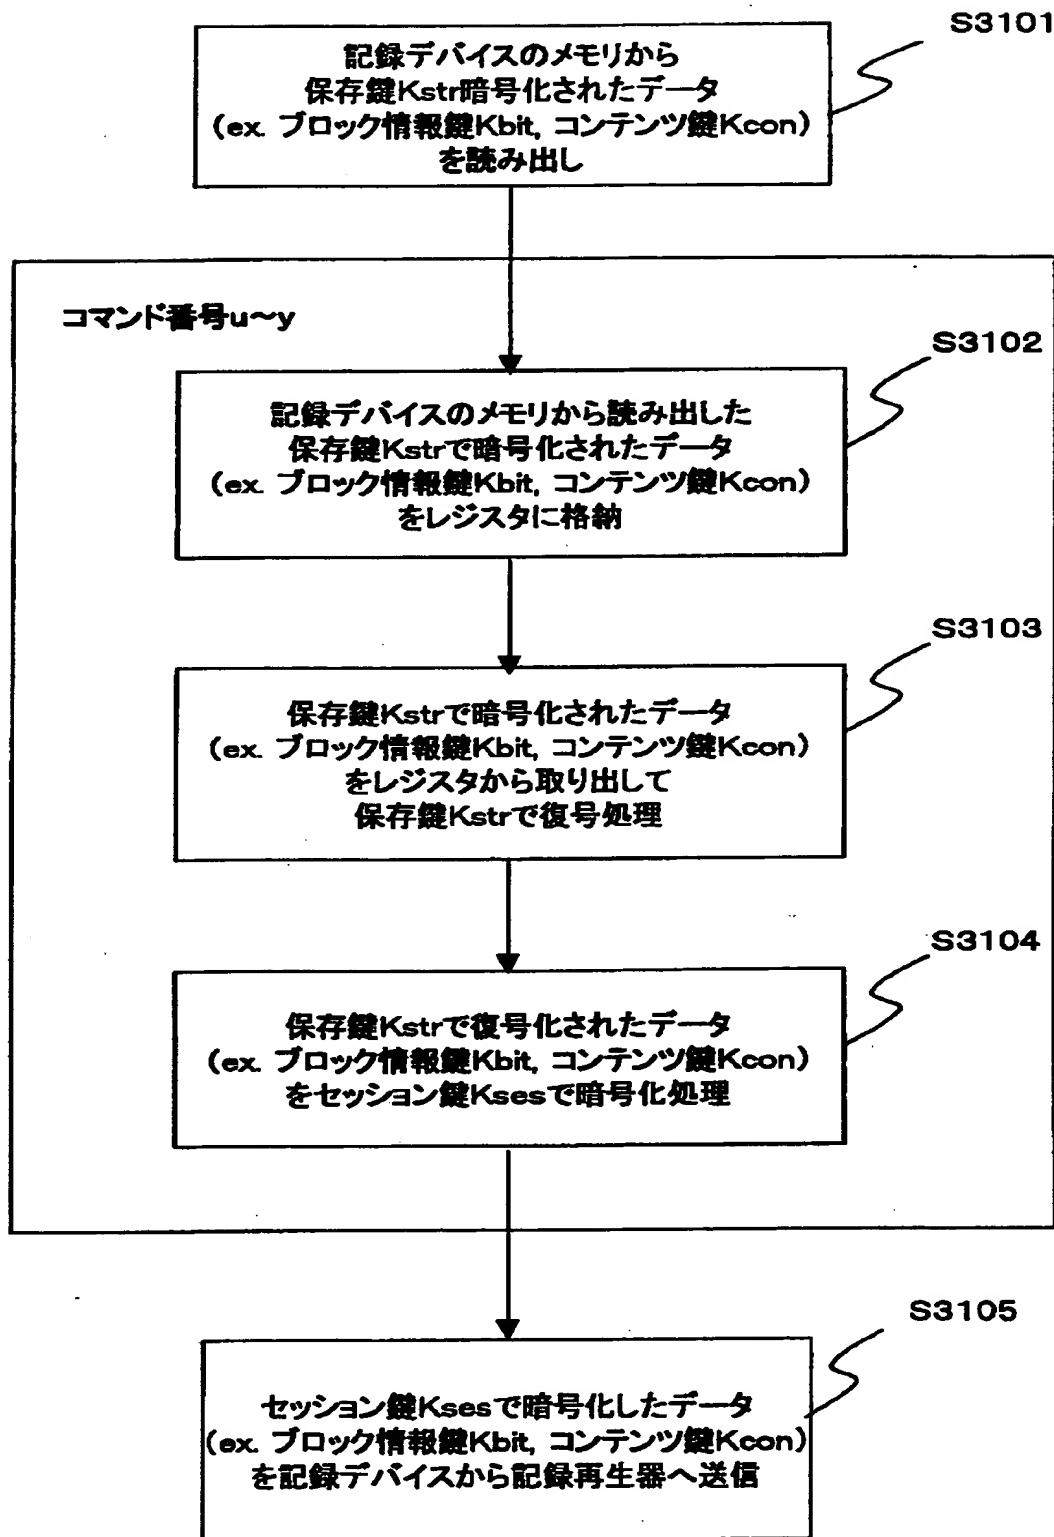 S3101
記録デバイスのメモリから
保存鍵Kstr暗号化されたデータ
(ex. ブロック情報鍵Kbit, コンテンツ鍵Kcon)
を読み出し
コマンド番号u~y
S3102
記録デバイスのメモリから読み出した
保存鍵Kstrで暗号化されたデータ
(ex. ブロック情報鍵Kbit, コンテンツ鍵Kcon)
をレジスタに格納
S3103
保存鍵Kstrで暗号化されたデータ
(ex. ブロック情報鍵Kbit, コンテンツ鍵Kcon)
をレジスタから取り出して
保存鍵Kstrで復号処理
S3104
保存鍵Kstrで復号化されたデータ
(ex. ブロック情報鍵Kbit, コンテンツ鍵Kcon)
をセッション鍵Ksesで暗号化処理
S3105
セッション鍵Ksesで暗号化したデータ
(ex. ブロック情報鍵Kbit, コンテンツ鍵Kcon)
を記録デバイスから記録再生器へ送信